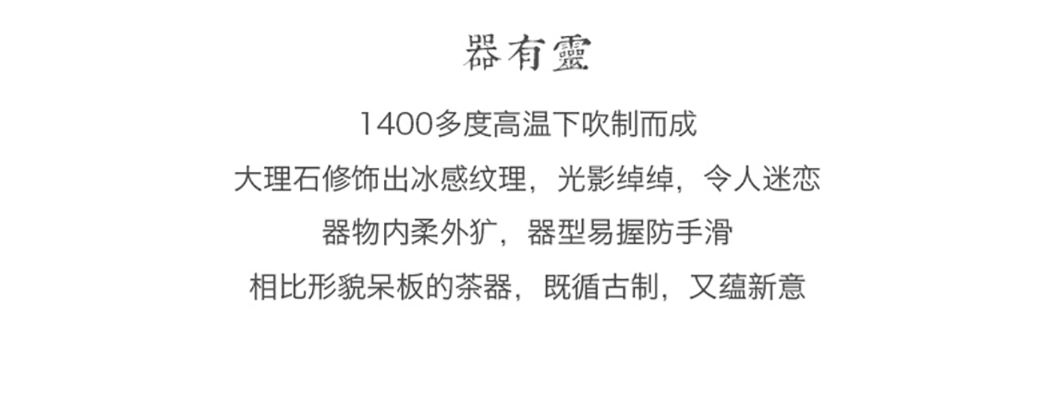 器有靈
1400多度高温下吹制而成
大理石修饰出冰感纹理，光影绰绰，令人迷恋
器物内柔外犷，器型易握防手滑
相比形貌呆板的茶器，既循古制，又蕴新意